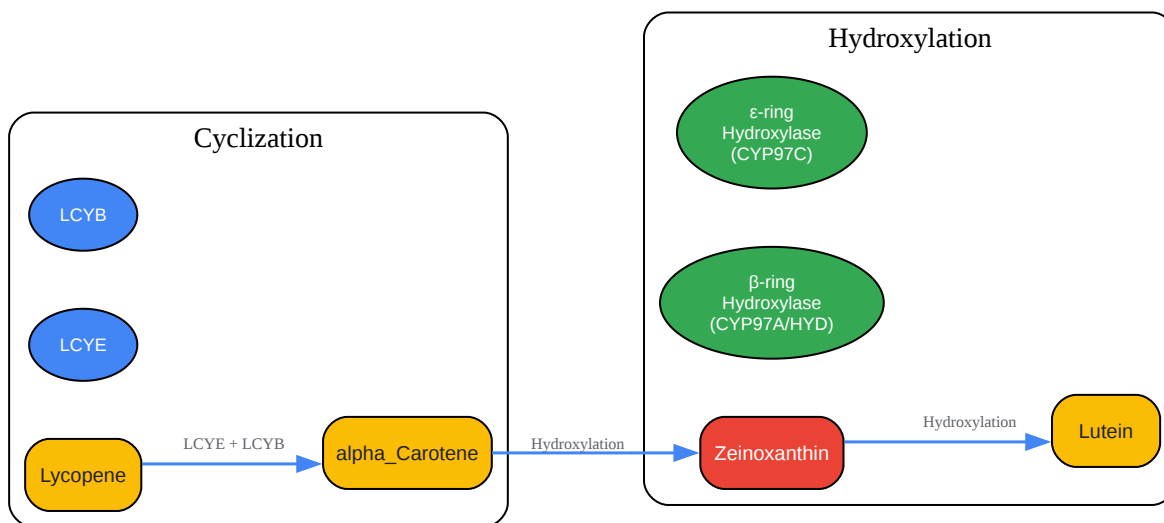 Cyclization
LCYB
LCYE
Lycopene
LCYE + LCYB
alpha_Carotene
Hydroxylation
Hydroxylation
ε-ring
Hydroxylase
(CYP97C)
β-ring
Hydroxylase
(CYP97A/HYD)
Zeinoxanthin
Hydroxylation
Lutein